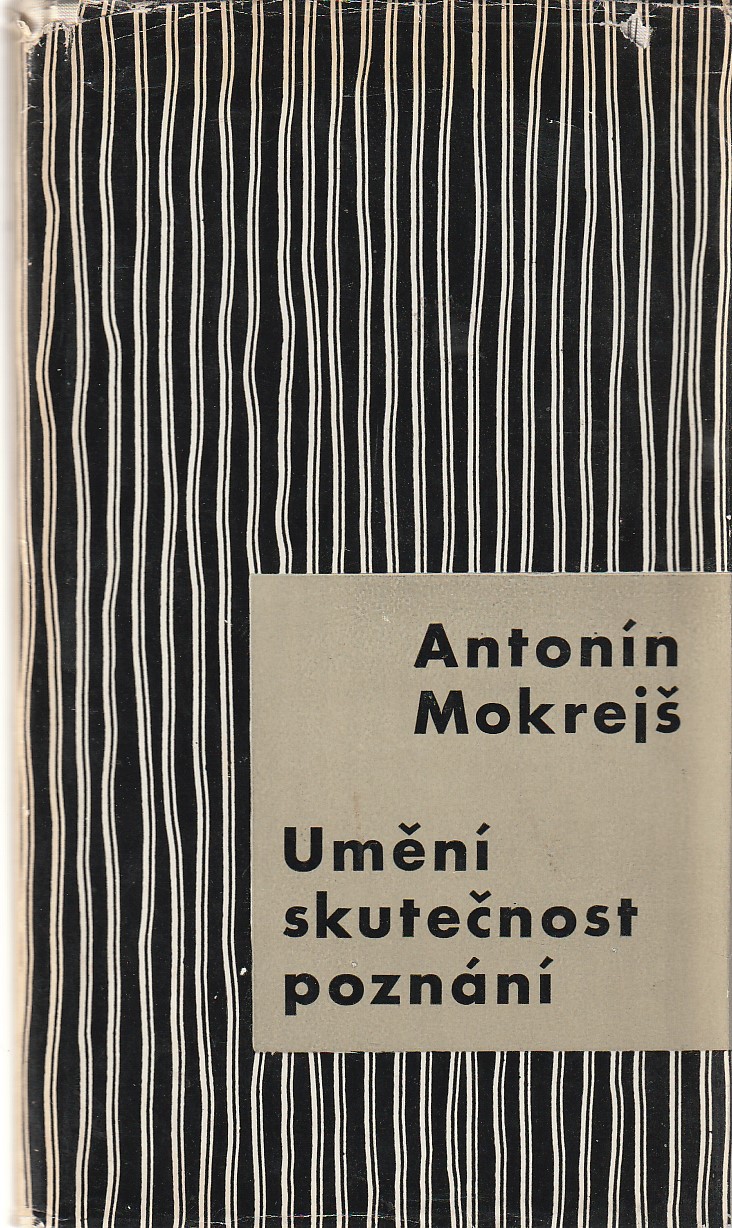 Antonín
Mokrejš
Umění
skutečnost
poznání